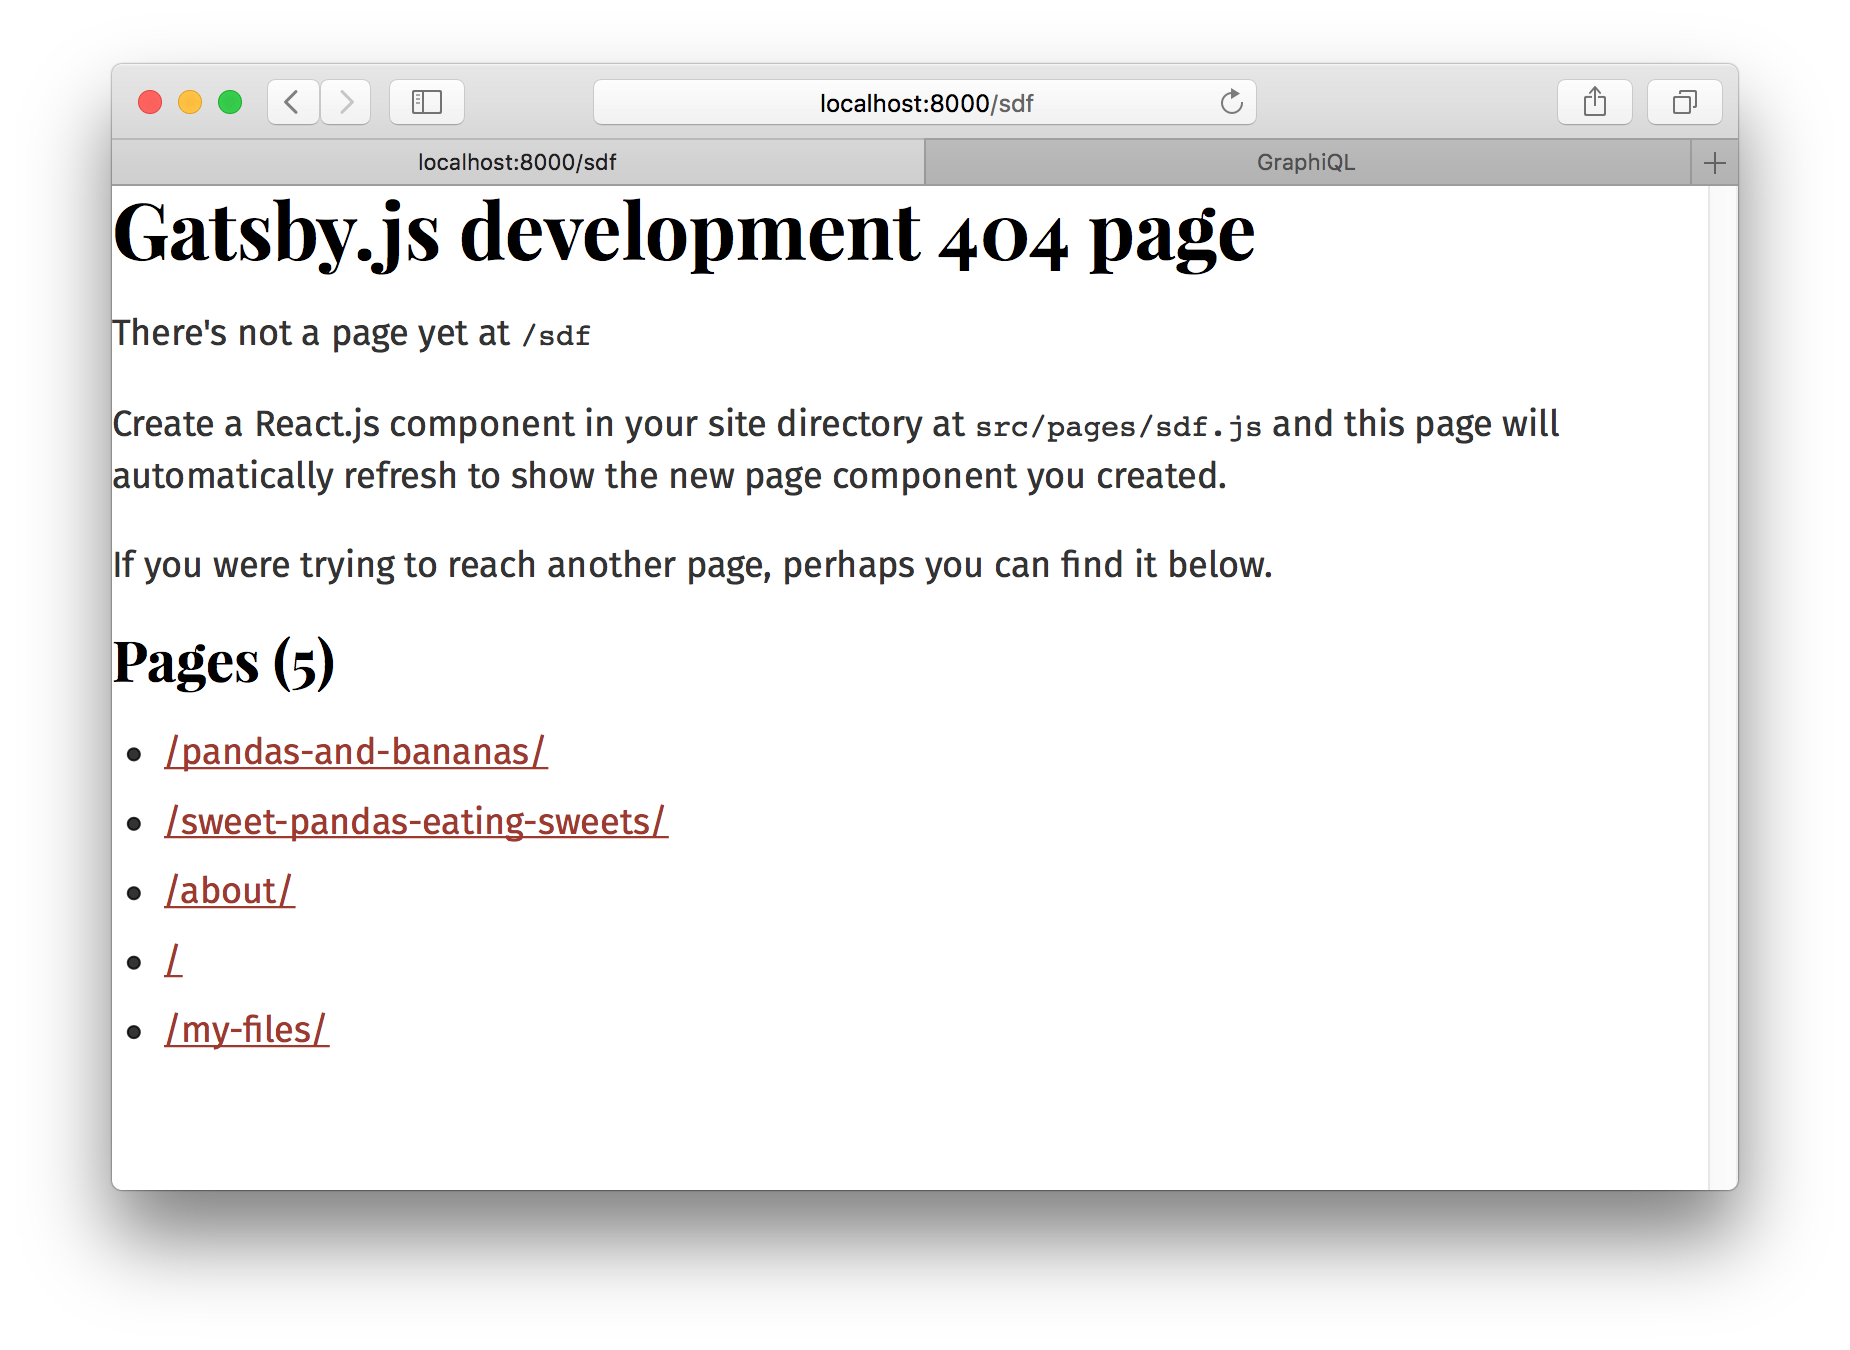 localhost:8000/sdf
localhost:8000/sdf
GraphiQL
Gatsby.js development 404 page
There's not a page yet at /sdf
Create a React.js component in your site directory at src/pages/sdf.js and this page will
automatically refresh to show the new page component you created.
If you were trying to reach another page, perhaps you can find it below.
Pages (5)
/pandas-and-bananas/
/sweet-pandas-eating-sweets/
/about/
/
/my-files/